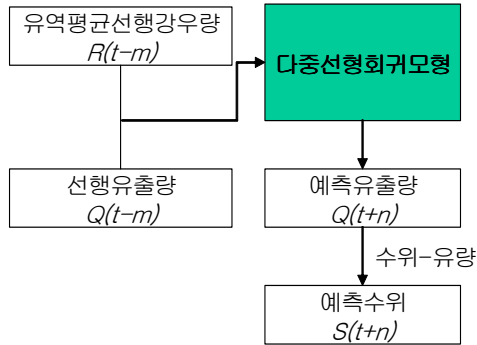 유역평균선행강우량
R(t-m)
다중선형회귀모형
선행유출량
Q(t-m)
예측유출량
Q(t+n)
수위-유량
예측수위
S(t+n)